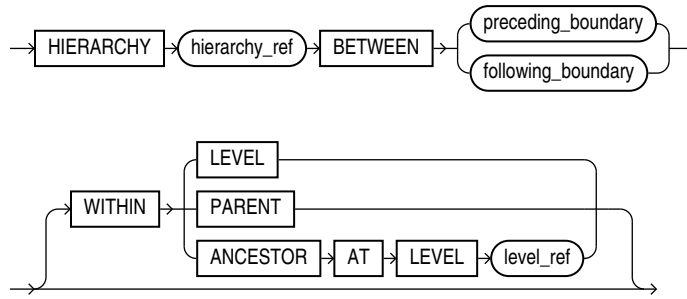 preceding_boundary
HIERARCHY hierarchy_ref BETWEEN
following_boundary
LEVEL
WITHIN PARENT
ANCESTOR AT LEVEL level_ref